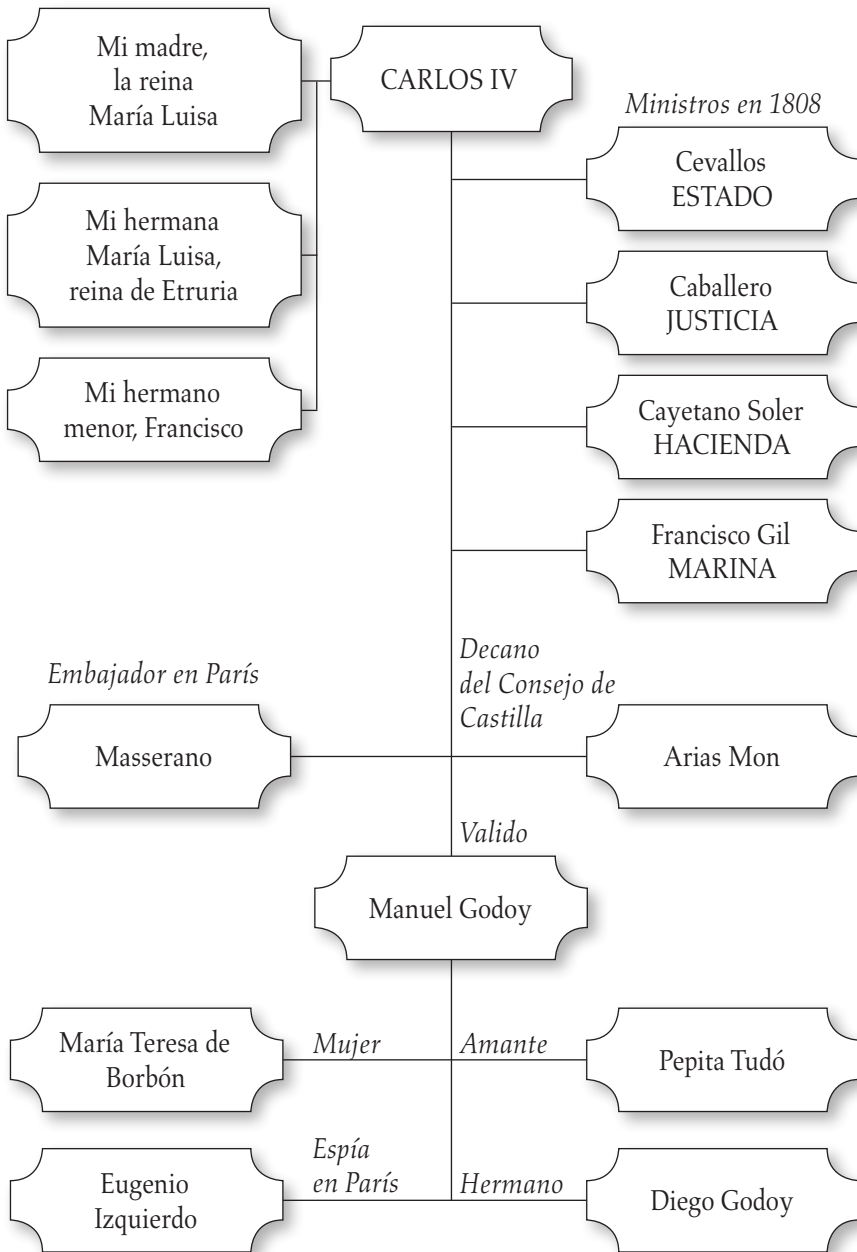 Mi madre,
la reina
María Luisa
CARLOS IV
Mi hermana
María Luisa,
reina de Etruria
Mi hermano
menor, Francisco
Ministros en 1808
Cevallos
ESTADO
Caballero
JUSTICIA
Cayetano Soler
HACIENDA
Francisco Gil
MARINA
Embajador en París
Masserano
Decano
del Consejo de
Castilla
Arias Mon
Valido
Manuel Godoy
María Teresa de
Borbón
Mujer
Amante
Pepita Tudó
Eugenio
Izquierdo
Espía
en París
Hermano
Diego Godoy